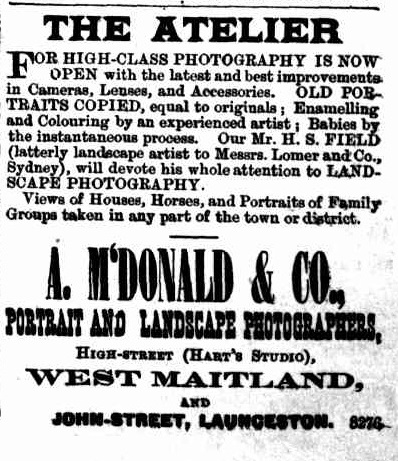 THE ATELIER
FOR HIGH-CLASS PHOTOGRAPHY IS NOW
OPEN with the latest and best improvements
in Cameras, Lenses, and Accessories. OLD POR-
TRAITS COPIED, equal to originals; Enamelling
and Colouring by an experienced artist; Babies by
the instantaneous process. Our Mr. H. S. FIELD
(latterly landscape artist to Messrs. Lomer and Co.,
Sydney), will devote his whole attention to LAND-
SCAPE PHOTOGRAPHY.
Views of Houses, Horses, and Portraits of Family
Groups taken in any part of the town or district.
A. M'DONALD & CO.,
PORTRAIT AND LANDSCAPE PHOTOGRAPHERS,
HIGH-STREET (HART'S STUDIO),
WEST MAITLAND,
AND
JOHN-STREET, LAUNCESTON. 8276